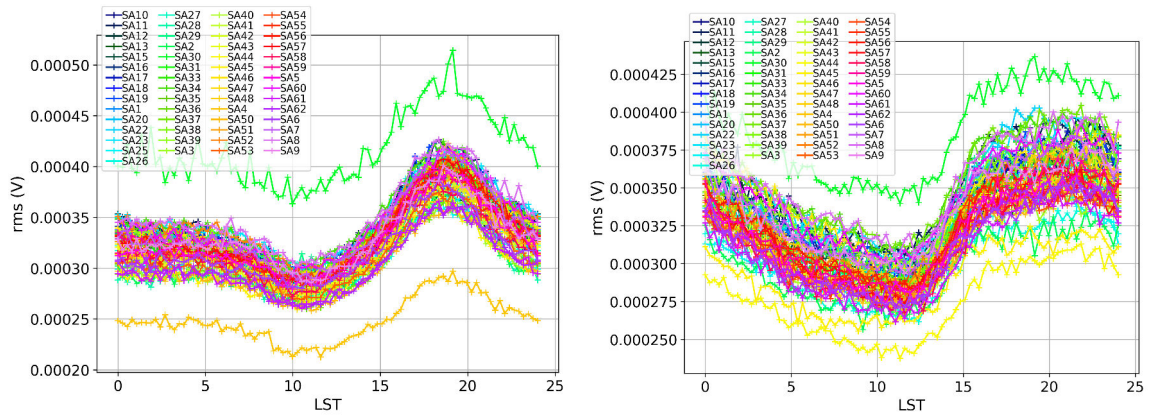 SA10 SA27 SA40 SA54
SA11 SA28 SA41 SA55
SA12 SA29 SA42 SA56
SA13 SA2 SA43 SA57
SA15 SA30 SA44 SA58
SA16 SA31 SA45 SA59
SA17 SA33 SA46 SA5
SA18 SA34 SA47 SA60
SA19 SA35 SA48 SA61
SA1 SA36 SA4 SA62
SA20 SA37 SA50 SA6
SA22 SA38 SA51 SA7
SA23 SA39 SA52 SA8
SA25 SA3 SA53 SA9
SA26
rms (V)
0.00050
0.00045
0.00040
0.00035
0.00030
0.00025
0.00020
0 5 10 15 20 25
LST
SA10 SA27 SA40 SA54
SA11 SA28 SA41 SA55
SA12 SA29 SA42 SA56
SA13 SA2 SA43 SA57
SA15 SA30 SA44 SA58
SA16 SA31 SA45 SA59
SA17 SA33 SA46 SA5
SA18 SA34 SA47 SA60
SA19 SA35 SA48 SA61
SA1 SA36 SA4 SA62
SA20 SA37 SA50 SA6
SA22 SA38 SA51 SA7
SA23 SA39 SA52 SA8
SA25 SA3 SA53 SA9
SA26
rms (V)
0.000425
0.000400
0.000375
0.000350
0.000325
0.000300
0.000275
0.000250
0 5 10 15 20 25
LST